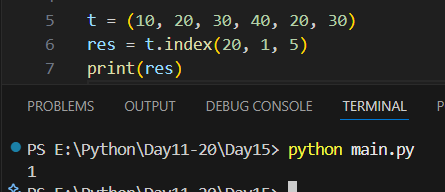 5 t = (10, 20, 30, 40, 20, 30)
6 res = t.index(20, 1, 5)
7 print(res)
PROBLEMS OUTPUT DEBUG CONSOLE TERMINAL P
PS E:\Python\Day11-20\Day15> python main.py
1
PS E:\Python\Day11-20\Day15>